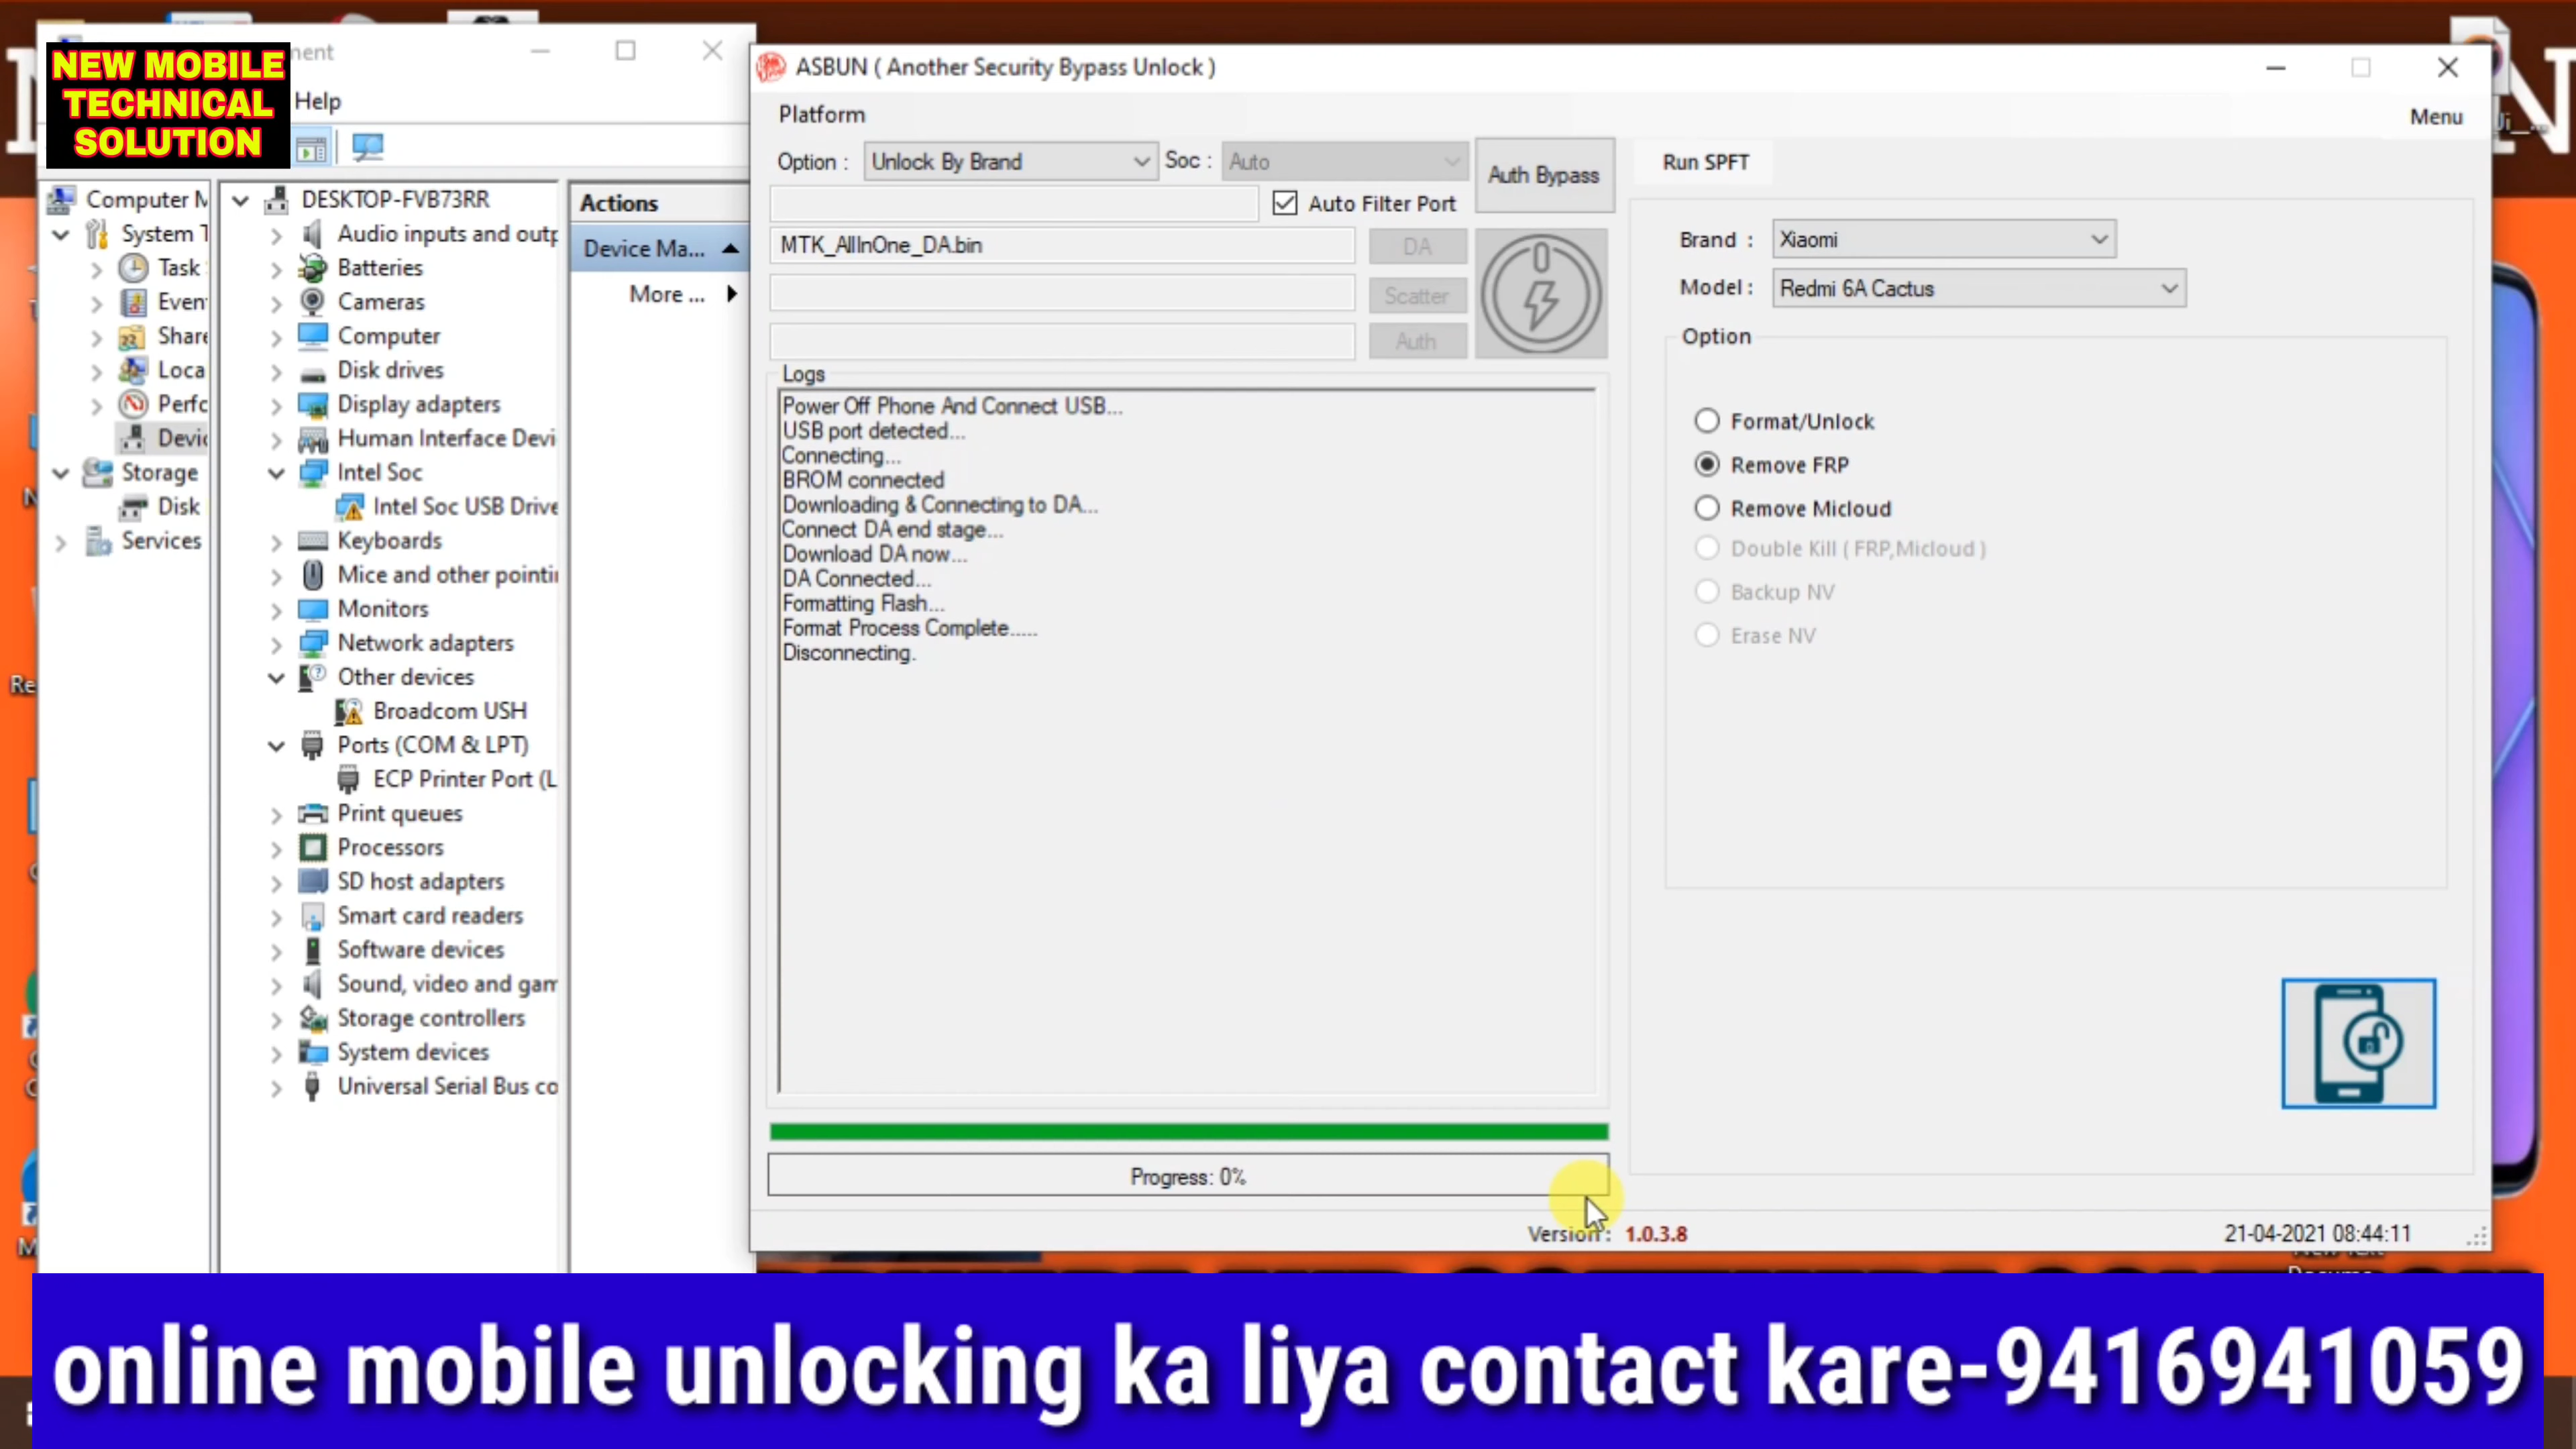 NEW MOBILE
TECHNICAL
SOLUTION
Help
Computer M
System T
Task
Even
Share
Loca
Perfo
Devic
Storage
Disk
Services
DESKTOP-FVB73RR
Audio inputs and outp
Batteries
Cameras
Computer
Disk drives
Display adapters
Human Interface Devi
Intel Soc
Intel Soc USB Drive
Keyboards
Mice and other pointi
Monitors
Network adapters
Other devices
Broadcom USH
Ports (COM & LPT)
ECP Printer Port (L
Print queues
Processors
SD host adapters
Smart card readers
Software devices
Sound, video and gam
Storage controllers
System devices
Universal Serial Bus co
Actions
Device Ma...
More ...
ASBUN ( Another Security Bypass Unlock )
Platform
Menu
Option : Unlock By Brand Soc : Auto
Auth Bypass
Run SPFT
Auto Filter Port
MTK_AllInOne_DA.bin
DA
Scatter
Auth
Brand : Xiaomi
Model : Redmi 6A Cactus
Option
Format/Unlock
Remove FRP
Remove Micloud
Double Kill ( FRP,Micloud )
Backup NV
Erase NV
Logs
Power Off Phone And Connect USB...
USB port detected...
Connecting...
BROM connected
Downloading & Connecting to DA...
Connect DA end stage...
Download DA now...
DA Connected...
Formatting Flash...
Format Process Complete.....
Disconnecting.
Progress: 0%
Version : 1.0.3.8
21-04-2021 08:44:11
online mobile unlocking ka liya contact kare-9416941059